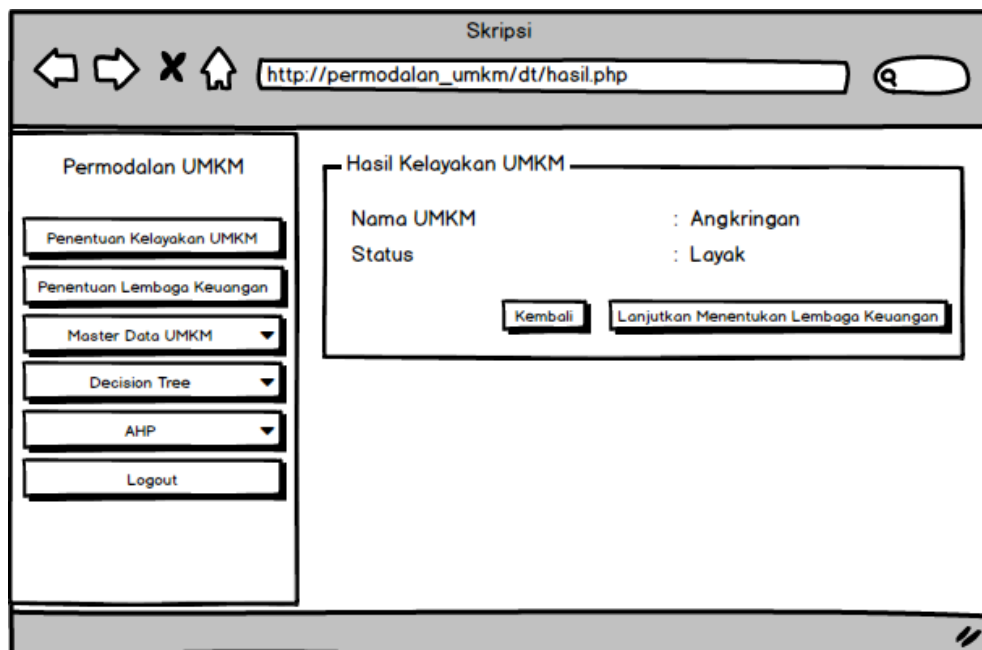 Skripsi
http://permodalan_umkm/dt/hasil.php
Permodalan UMKM
Penentuan Kelayakan UMKM
Penentuan Lembaga Keuangan
Master Data UMKM
Decision Tree
AHP
Logout
Hasil Kelayakan UMKM
Nama UMKM : Angkringan
Status : Layak
Kembali Lanjutkan Menentukan Lembaga Keuangan